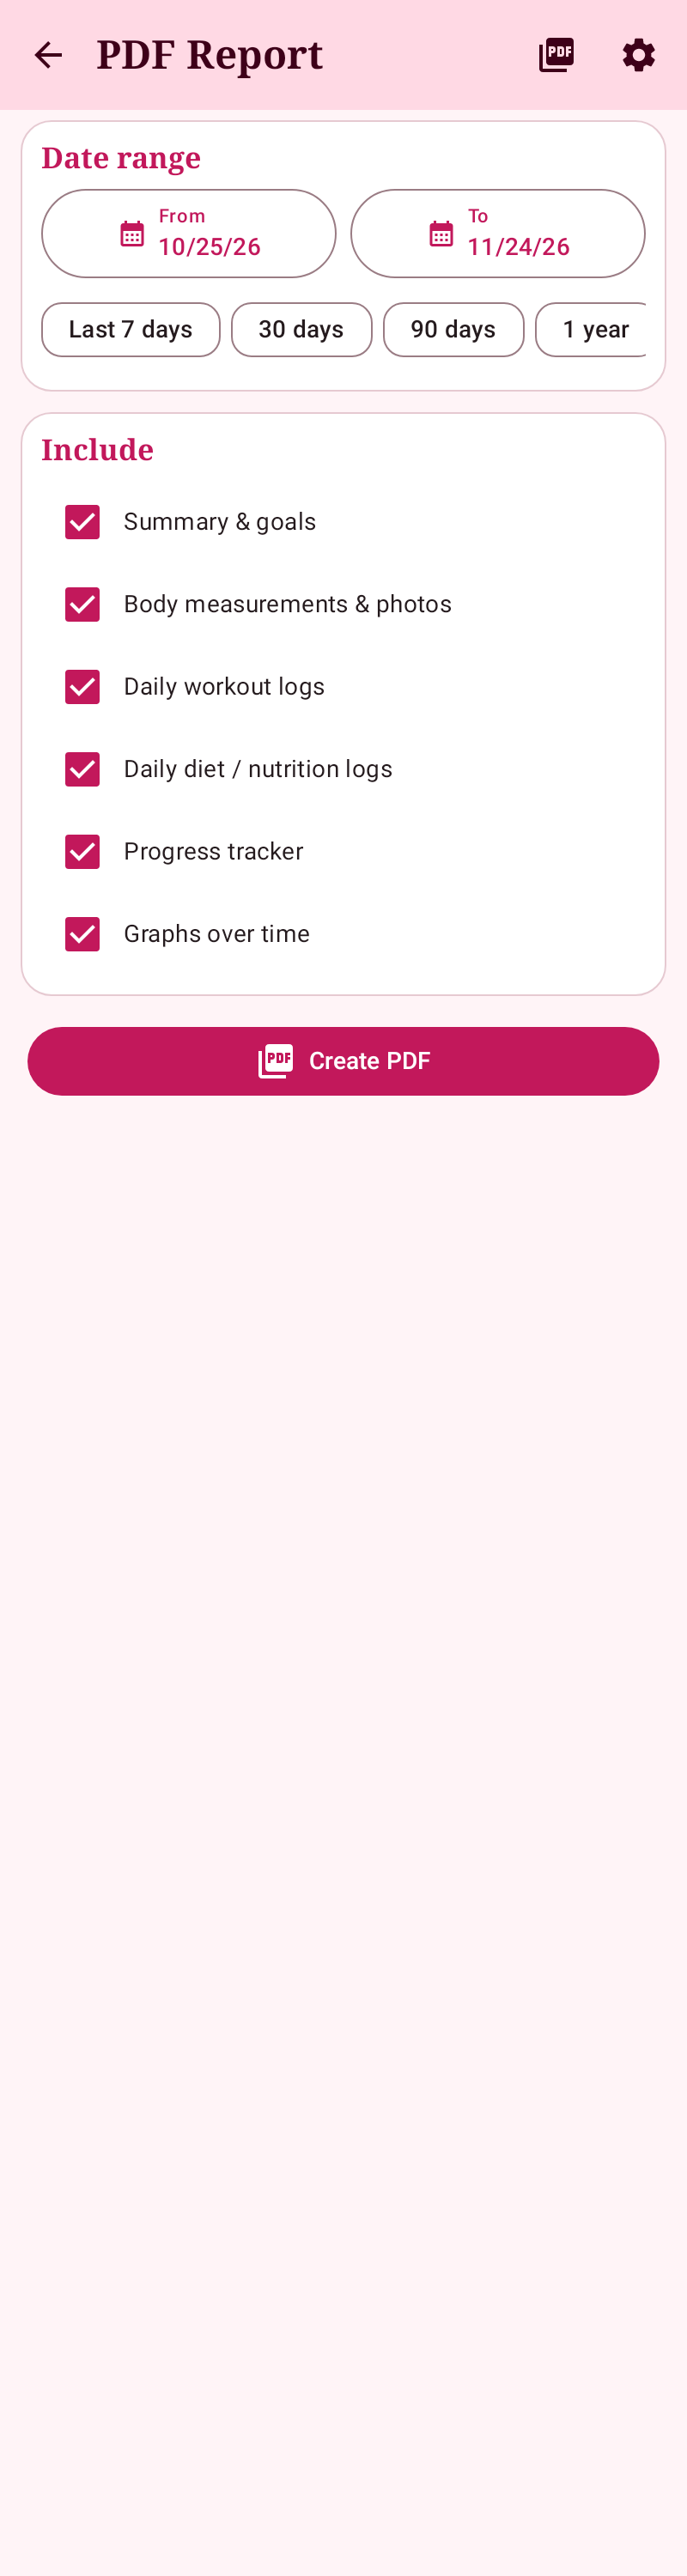 PDF Report
PDF
Date range
From
10/25/26
To
11/24/26
Last 7 days
30 days
90 days
1 year
Include
Summary & goals
Body measurements & photos
Daily workout logs
Daily diet / nutrition logs
Progress tracker
Graphs over time
PDF
Create PDF